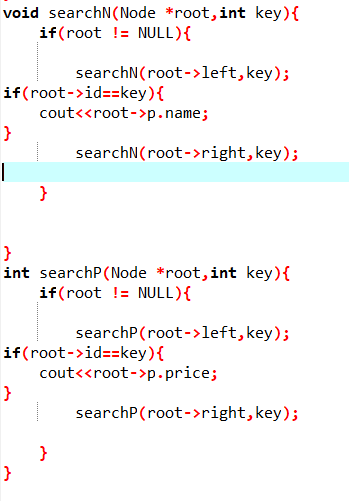 void searchN(Node *root,int key){
if(root != NULL){
searchN(root->left,key);
if(root->id==key){
cout<<root->p.name;
}
searchN(root->right,key);
}
}
int searchP(Node *root,int key){
if(root != NULL){
searchP(root->left,key);
if(root->id==key){
cout<<root->p.price;
}
searchP(root->right,key);
}
}